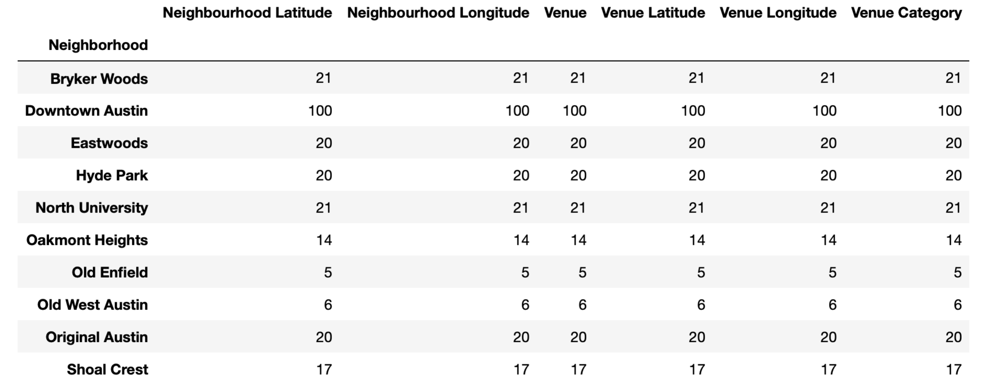 Neighbourhood Latitude Neighbourhood Longitude Venue Venue Latitude Venue Longitude Venue Category
Neighborhood
Bryker Woods 21 21 21 21 21 21
Downtown Austin 100 100 100 100 100 100
Eastwoods 20 20 20 20 20 20
Hyde Park 20 20 20 20 20 20
North University 21 21 21 21 21 21
Oakmont Heights 14 14 14 14 14 14
Old Enfield 5 5 5 5 5 5
Old West Austin 6 6 6 6 6 6
Original Austin 20 20 20 20 20 20
Shoal Crest 17 17 17 17 17 17